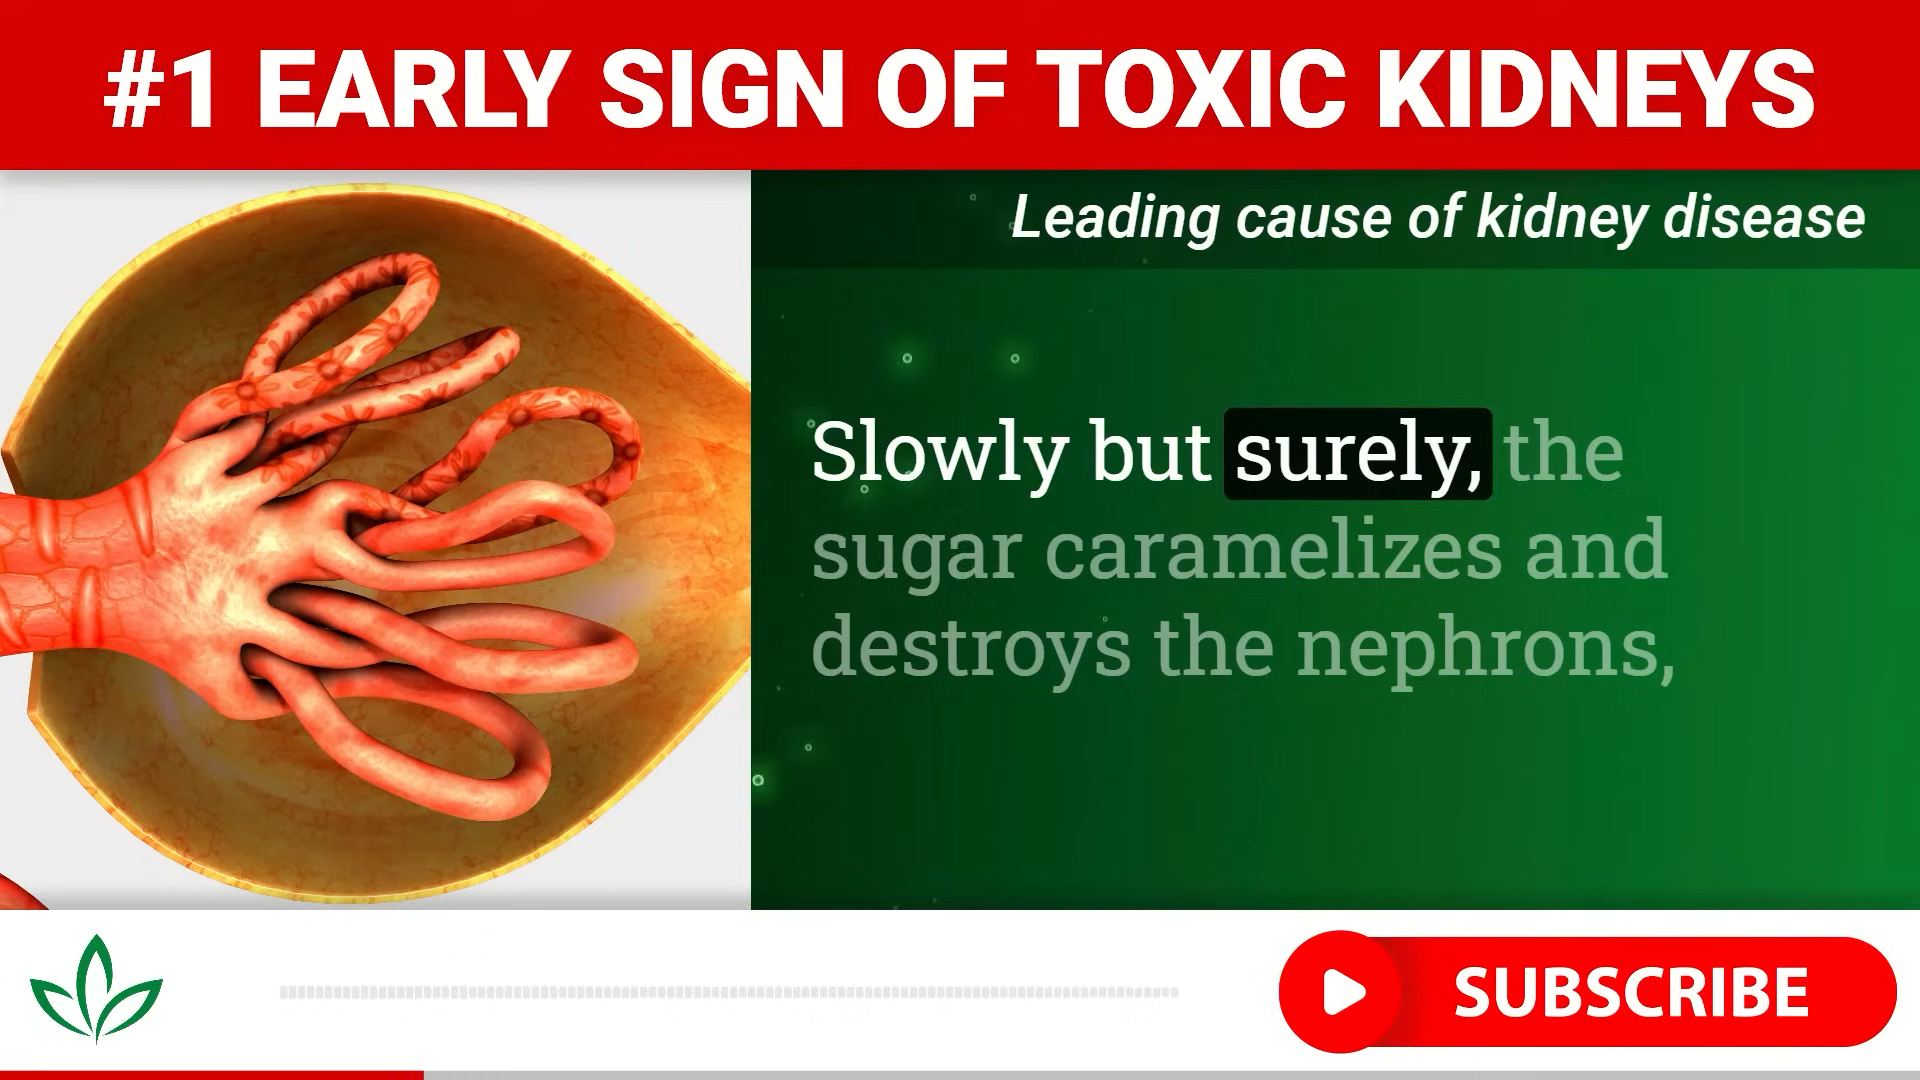 #1 EARLY SIGN OF TOXIC KIDNEYS
Leading cause of kidney disease
Slowly but surely, the
sugar caramelizes and
destroys the nephrons,
SUBSCRIBE